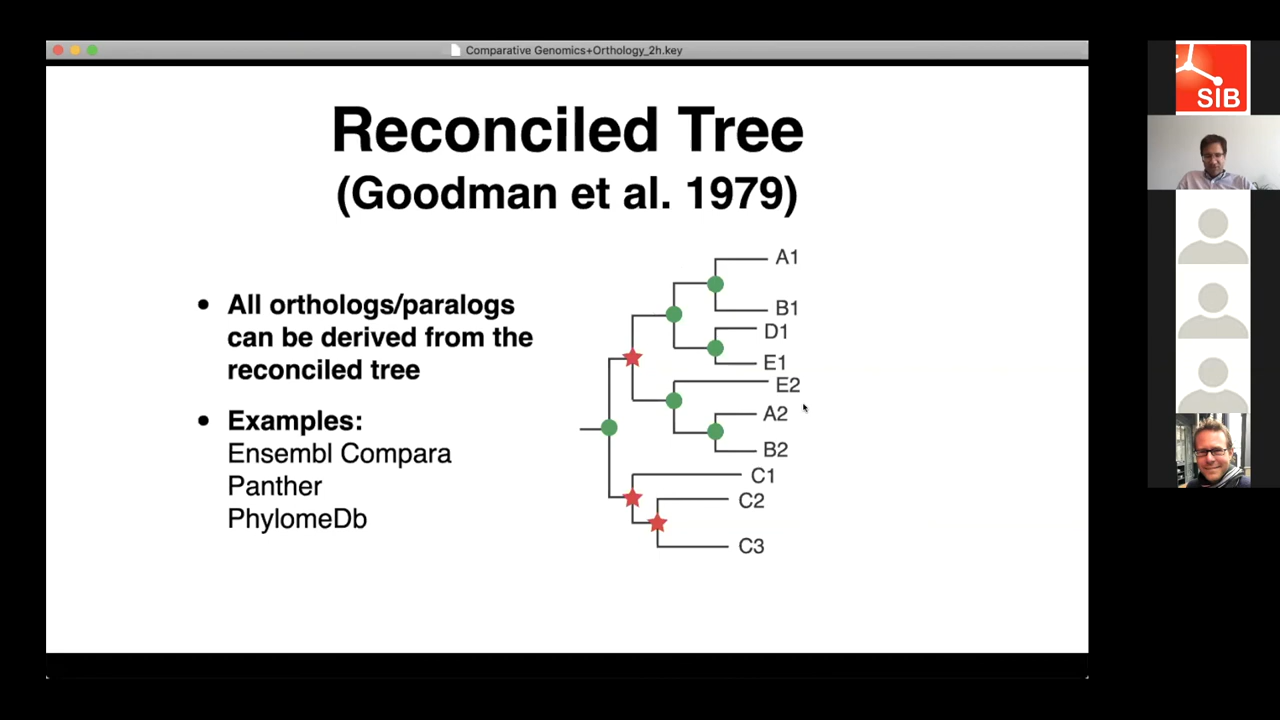 Comparative Genomics+Orthology_2h.key
SIB
Reconciled Tree
(Goodman et al. 1979)
• All orthologs/paralogs
can be derived from the
reconciled tree
• Examples:
Ensembl Compara
Panther
PhylomeDb
A1
B1
D1
E1
E2
A2
B2
C1
C2
C3